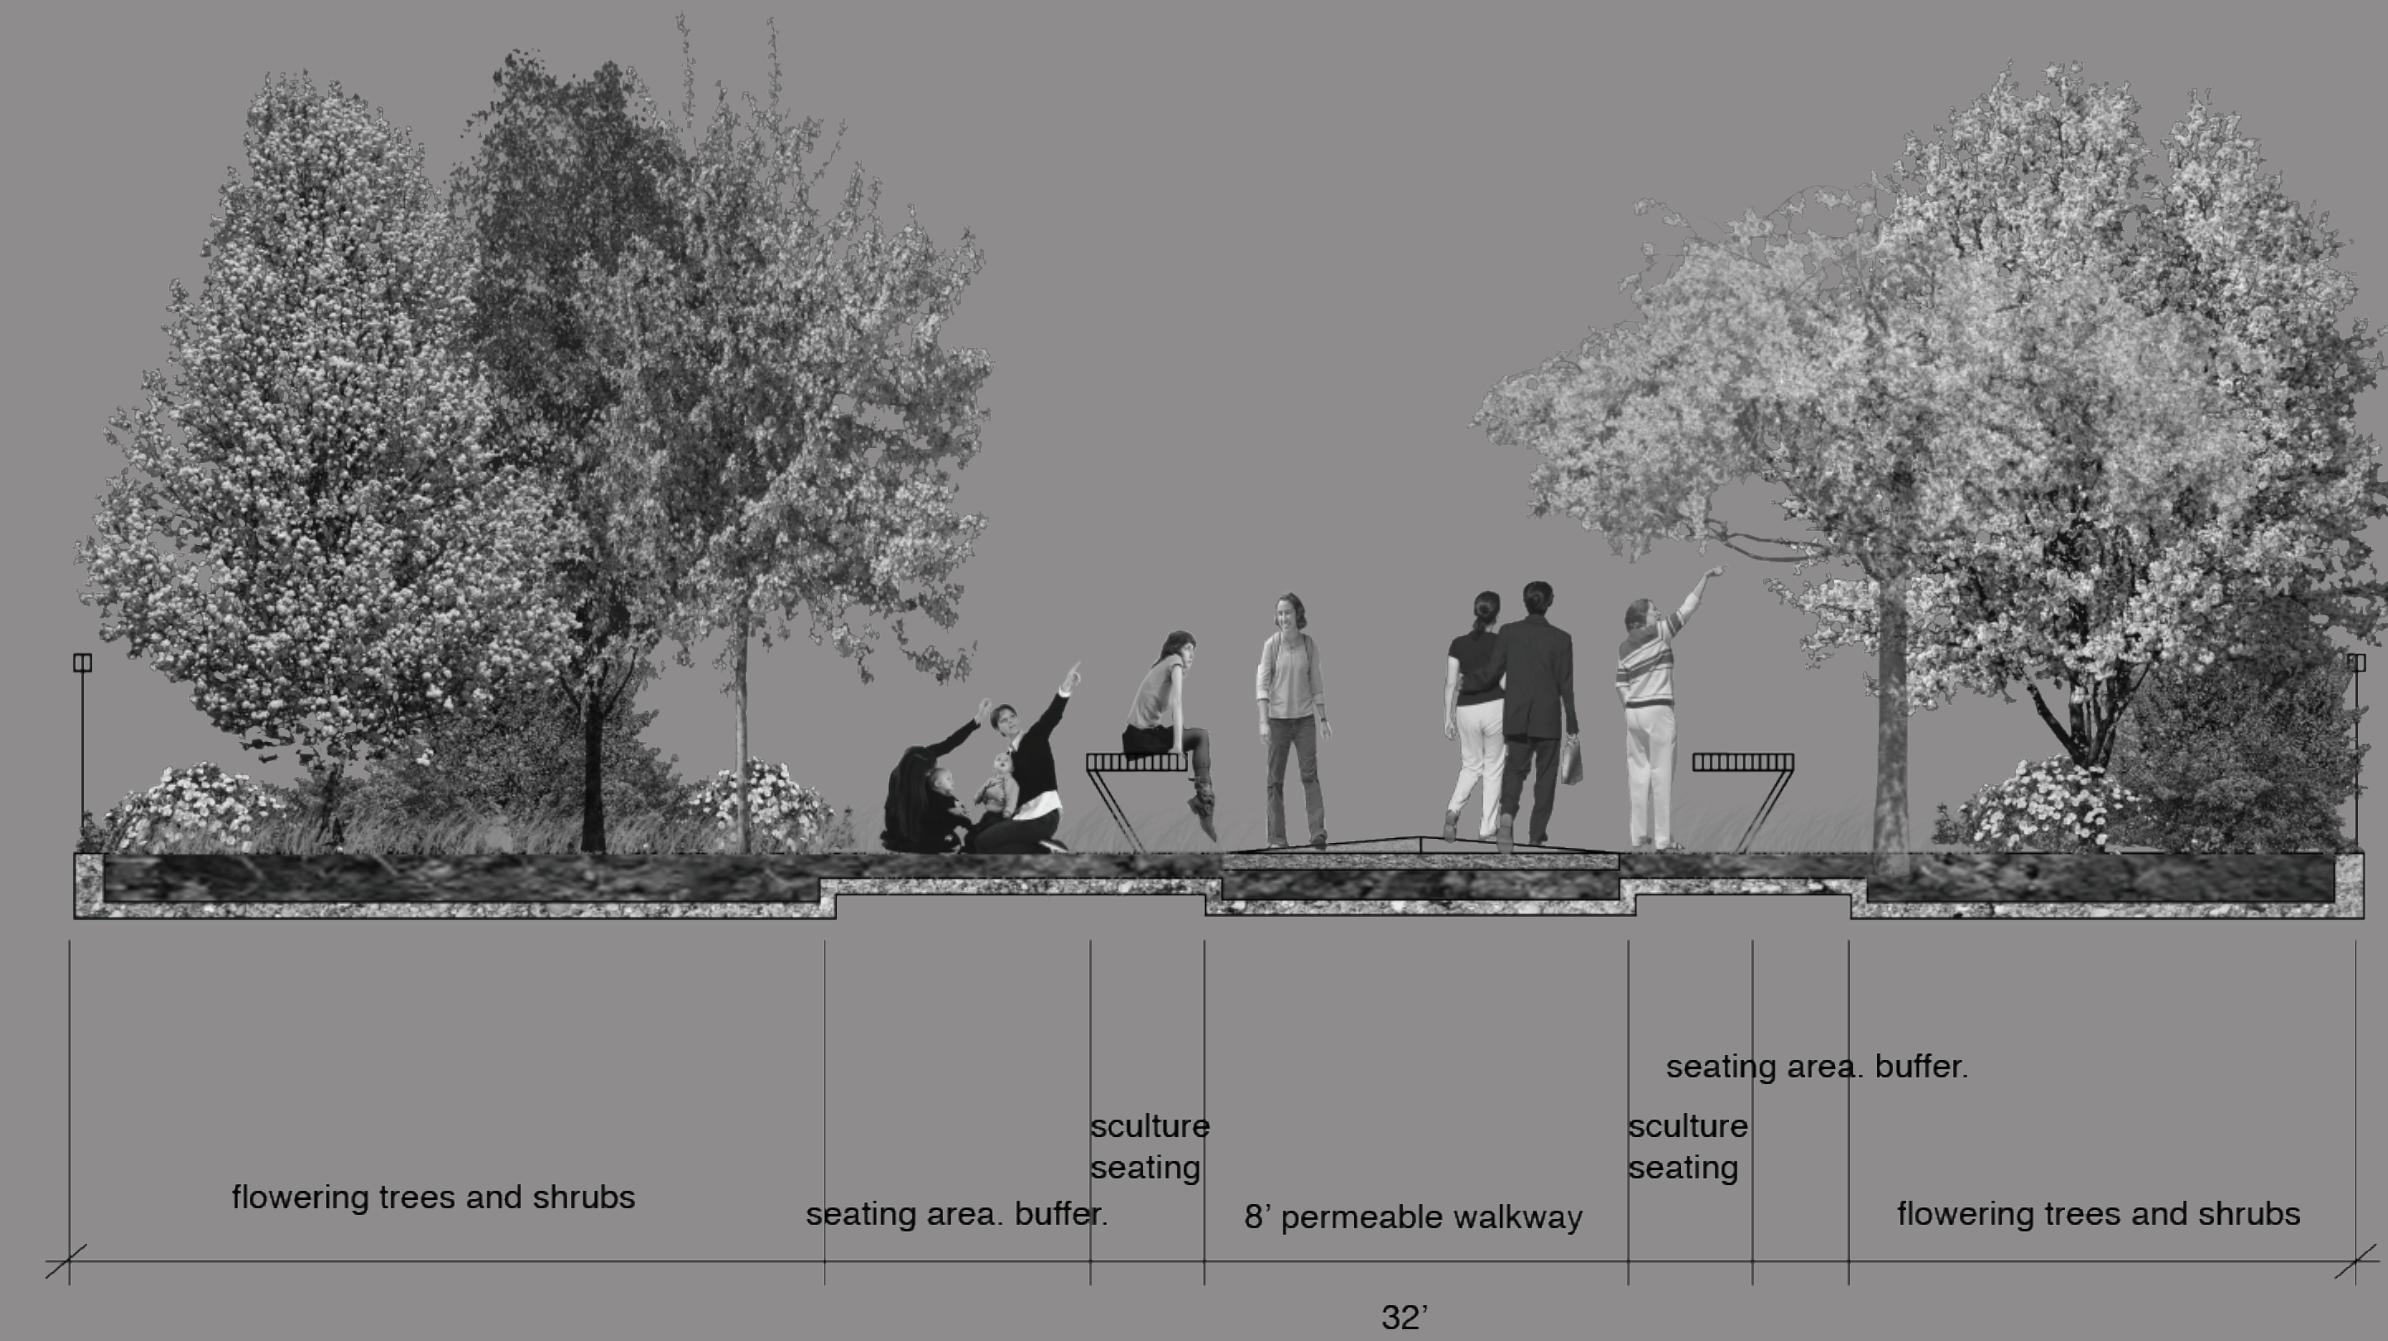 seating area. buffer.
sculture
seating
sculture
seating
flowering trees and shrubs
seating area. buffer.
8’ permeable walkway
flowering trees and shrubs
32’